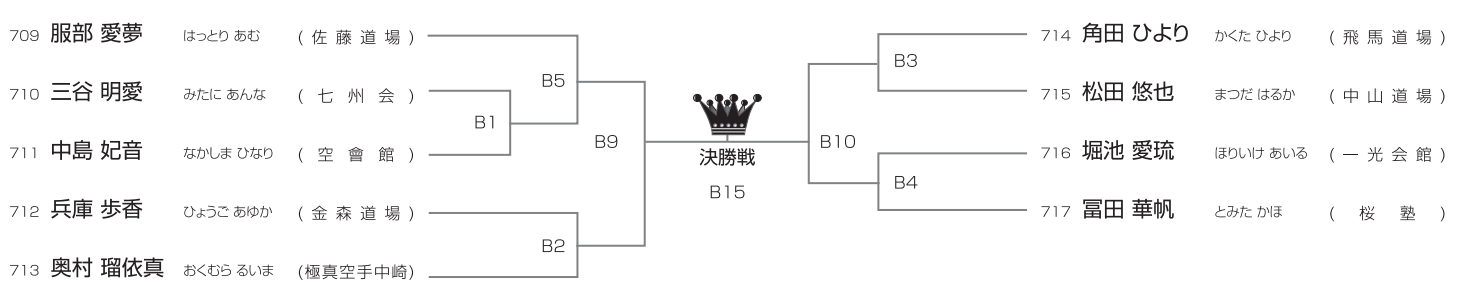 709 服部 愛夢 はっとり あむ (佐藤道場)
710 三谷 明愛 みたに あんな (七州会)
711 中島 妃音 なかしま ひなり (空會館)
712 兵庫 歩香 ひょうご あゆか (金森道場)
713 奥村 瑠依真 おくむら るいま (極真空手中崎)
B5
B1
B9
B2
決勝戦
B15
B3
B10
B4
714 角田 ひより かくた ひより (飛馬道場)
715 松田 悠也 まつだ はるか (中山道場)
716 堀池 愛琉 ほりいけ あいる (一光会館)
717 冨田 華帆 とみた かほ (桜塾)